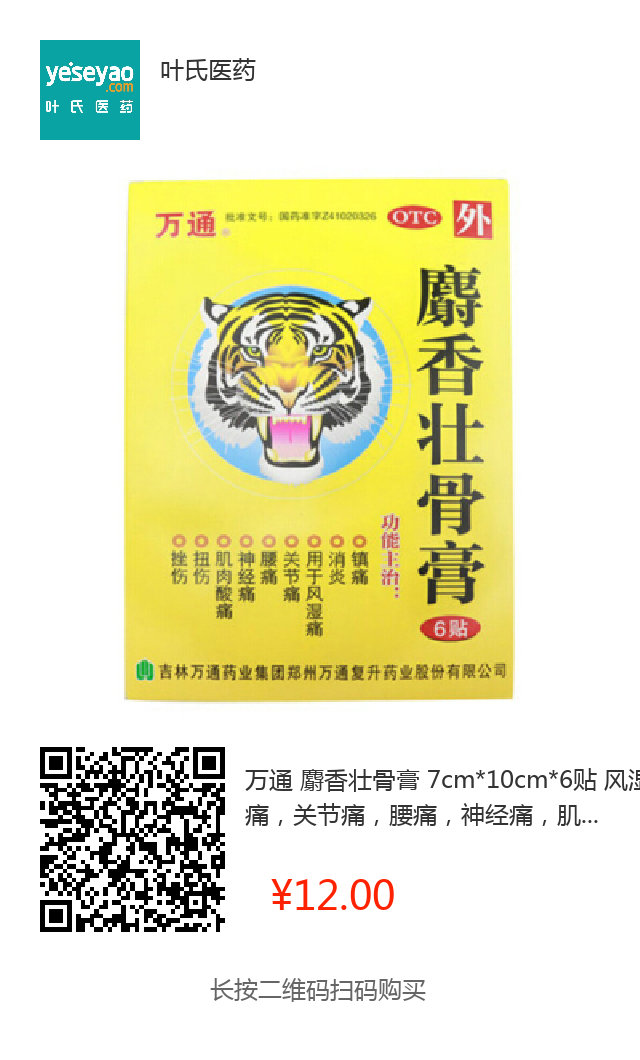 yeseyao
.com
叶氏医药
叶氏医药
万通
批准文号：国药准字Z41020326
OTC
外
麝香壮骨膏
6贴
功能主治：
镇痛
消炎
用于风湿痛
关节痛
腰痛
神经痛
肌肉酸痛
扭伤
挫伤
吉林万通药业集团郑州万通复升药业股份有限公司
万通 麝香壮骨膏 7cm*10cm*6贴 风湿
痛，关节痛，腰痛，神经痛，肌...
¥12.00
长按二维码扫码购买